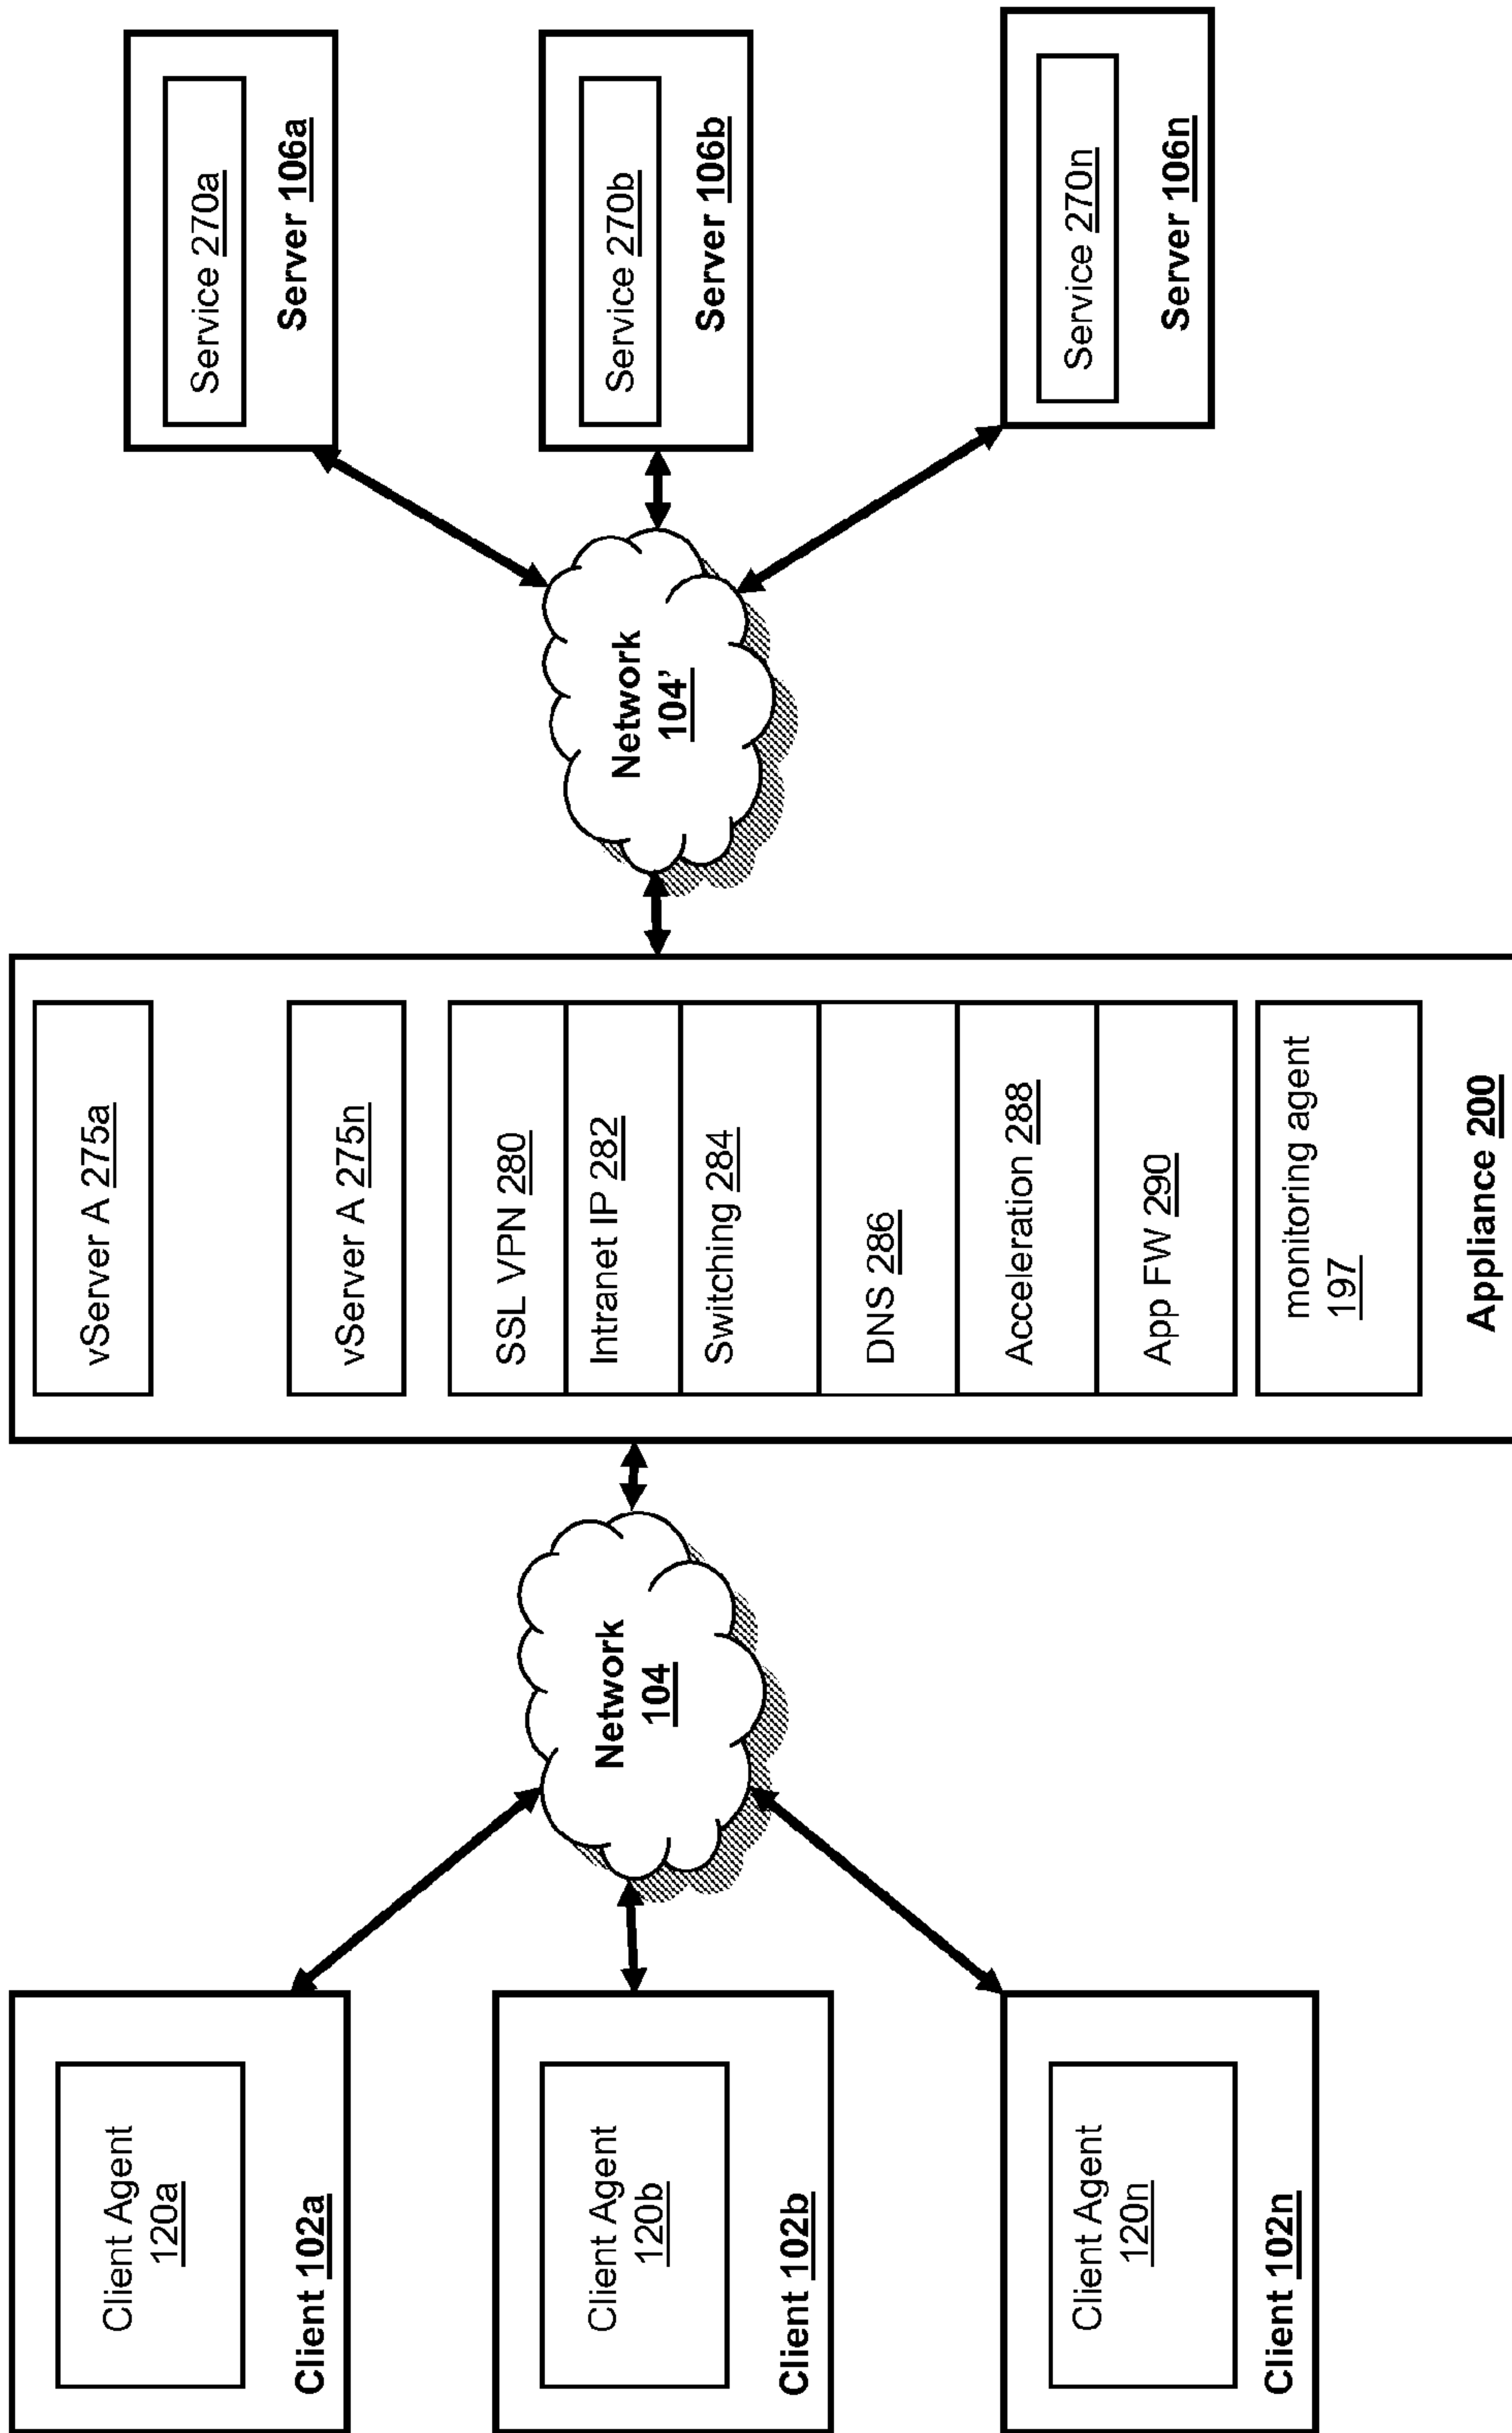 Client Agent
120a
Client 102a
Client Agent
120b
Client 102b
Client Agent
120n
Client 102n
Network
104
vServer A 275a
vServer A 275n
SSL VPN 280
Intranet IP 282
Switching 284
DNS 286
Acceleration 288
App FW 290
monitoring agent
197
Appliance 200
Network
104’
Service 270a
Server 106a
Service 270b
Server 106b
Service 270n
Server 106n